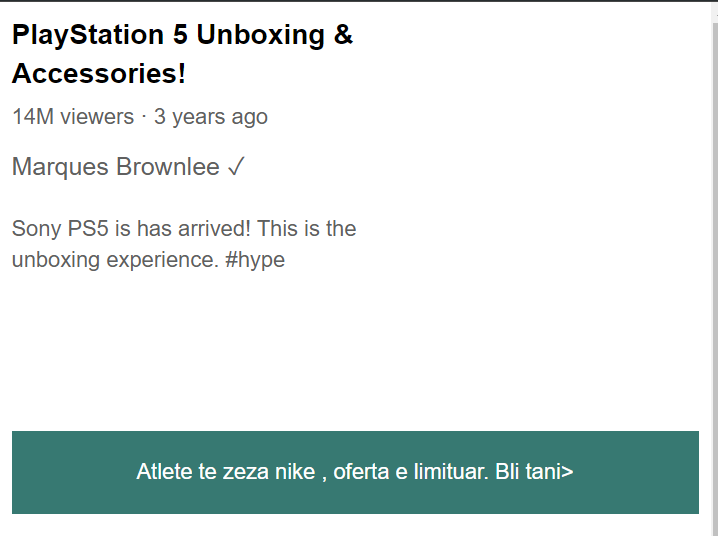 PlayStation 5 Unboxing &
Accessories!
14M viewers · 3 years ago
Marques Brownlee ✓
Sony PS5 is has arrived! This is the
unboxing experience. #hype
Atlete te zeza nike , oferta e limituar. Bli tani>